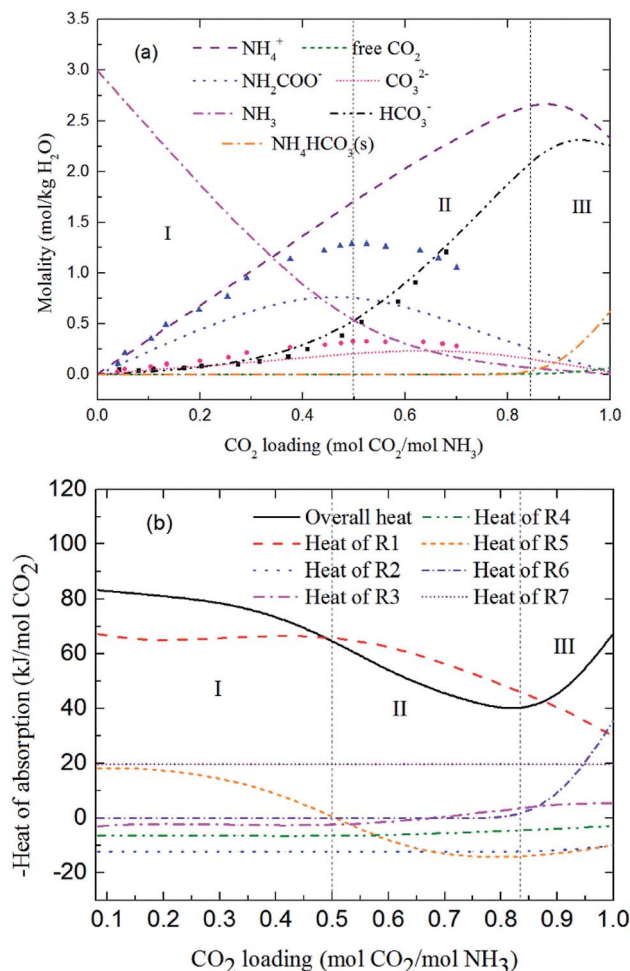 (a)
NH₄⁺
free CO₂
NH₂COO⁻
CO₃²⁻
NH₃
HCO₃⁻
NH₄HCO₃(s)
3.5
3.0
2.5
2.0
1.5
1.0
0.5
0.0
I
II
III
Molality (mol/kg H₂O)
0.0 0.2 0.4 0.6 0.8 1.0
CO₂ loading (mol CO₂/mol NH₃)
(b)
Overall heat
Heat of R4
Heat of R1
Heat of R5
Heat of R2
Heat of R6
Heat of R3
Heat of R7
120
100
80
60
40
20
0
-20
I
II
III
-Heat of absorption (kJ/mol CO₂)
0.1 0.2 0.3 0.4 0.5 0.6 0.7 0.8 0.9 1.0
CO₂ loading (mol CO₂/mol NH₃)